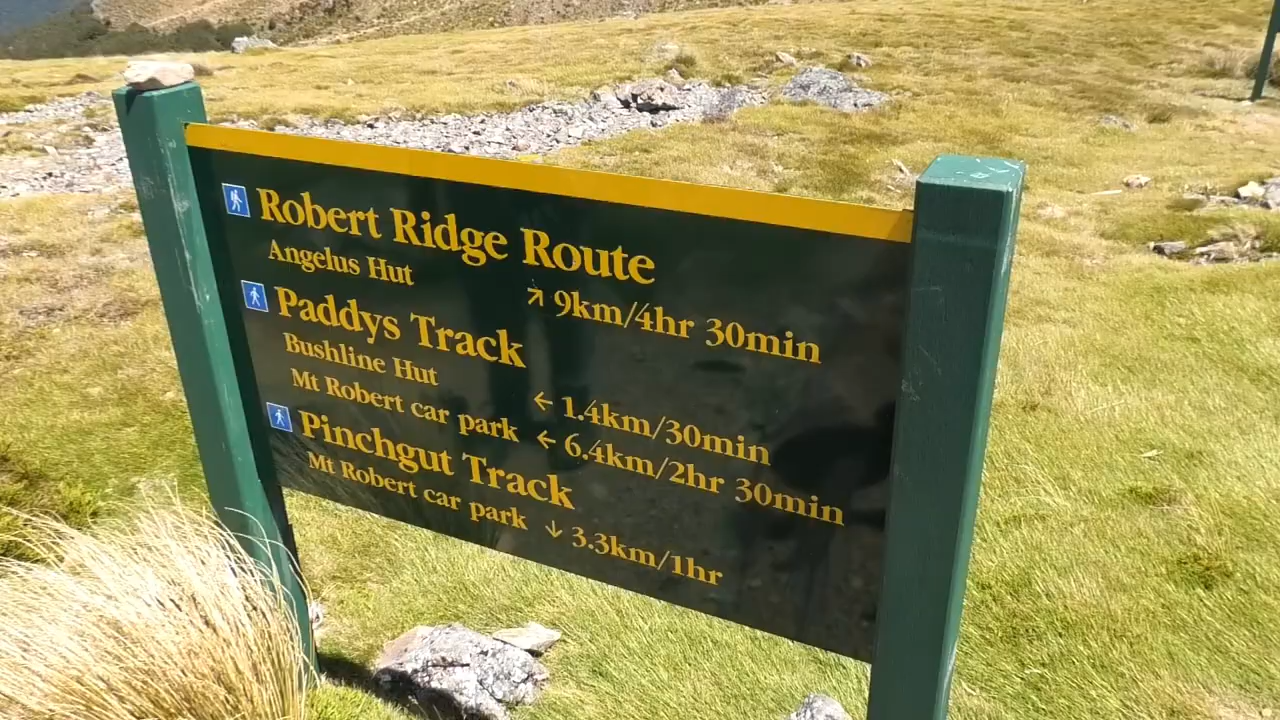 Robert Ridge Route
Angelus Hut ↗ 9km/4hr 30min
Paddys Track
Bushline Hut ← 1.4km/30min
Mt Robert car park ← 6.4km/2hr 30min
Pinchgut Track
Mt Robert car park ↓ 3.3km/1hr